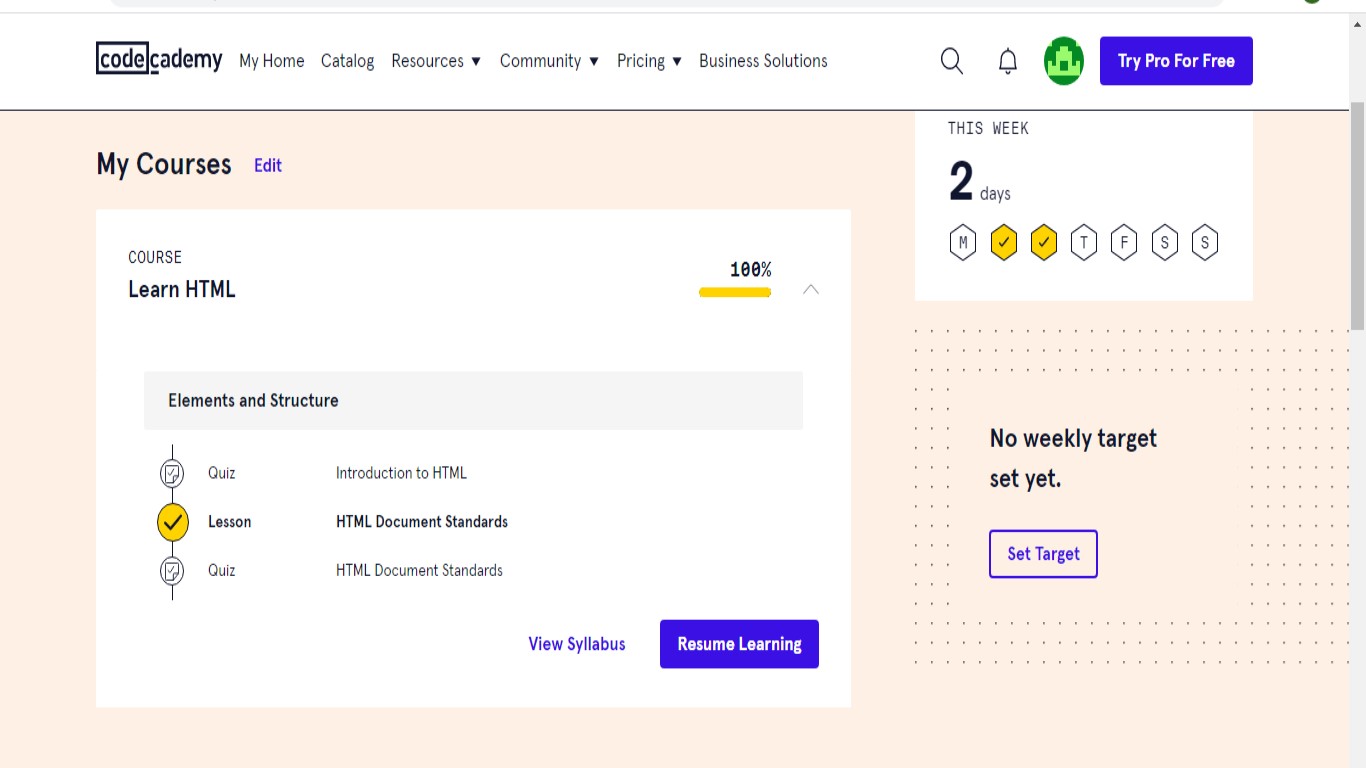 codecademy My Home Catalog Resources ▼ Community ▼ Pricing ▼ Business Solutions Try Pro For Free
My Courses Edit
COURSE
Learn HTML
100%
Elements and Structure
Quiz Introduction to HTML
Lesson HTML Document Standards
Quiz HTML Document Standards
View Syllabus Resume Learning
THIS WEEK
2 days
M T F S S
No weekly target
set yet.
Set Target